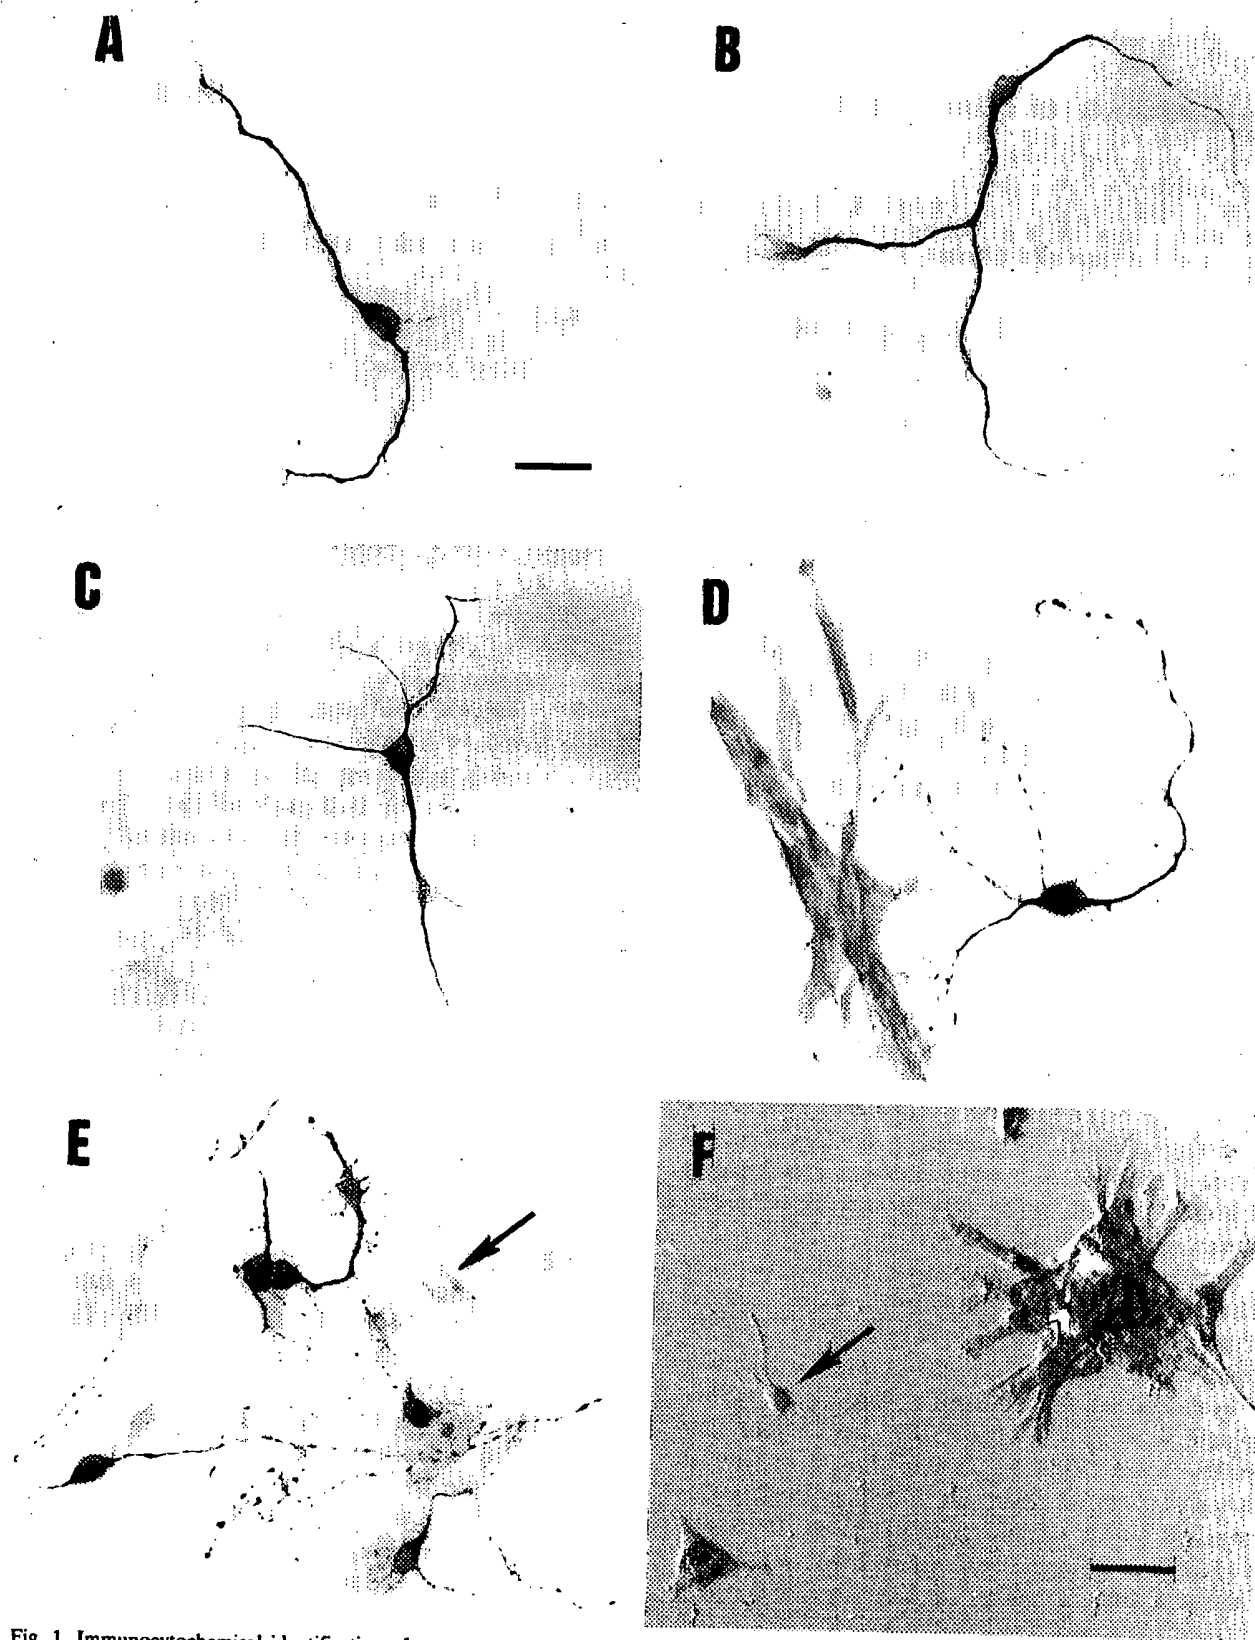 A
B
C
D
E
F
Fig. 1. Immunocytochemical identification of